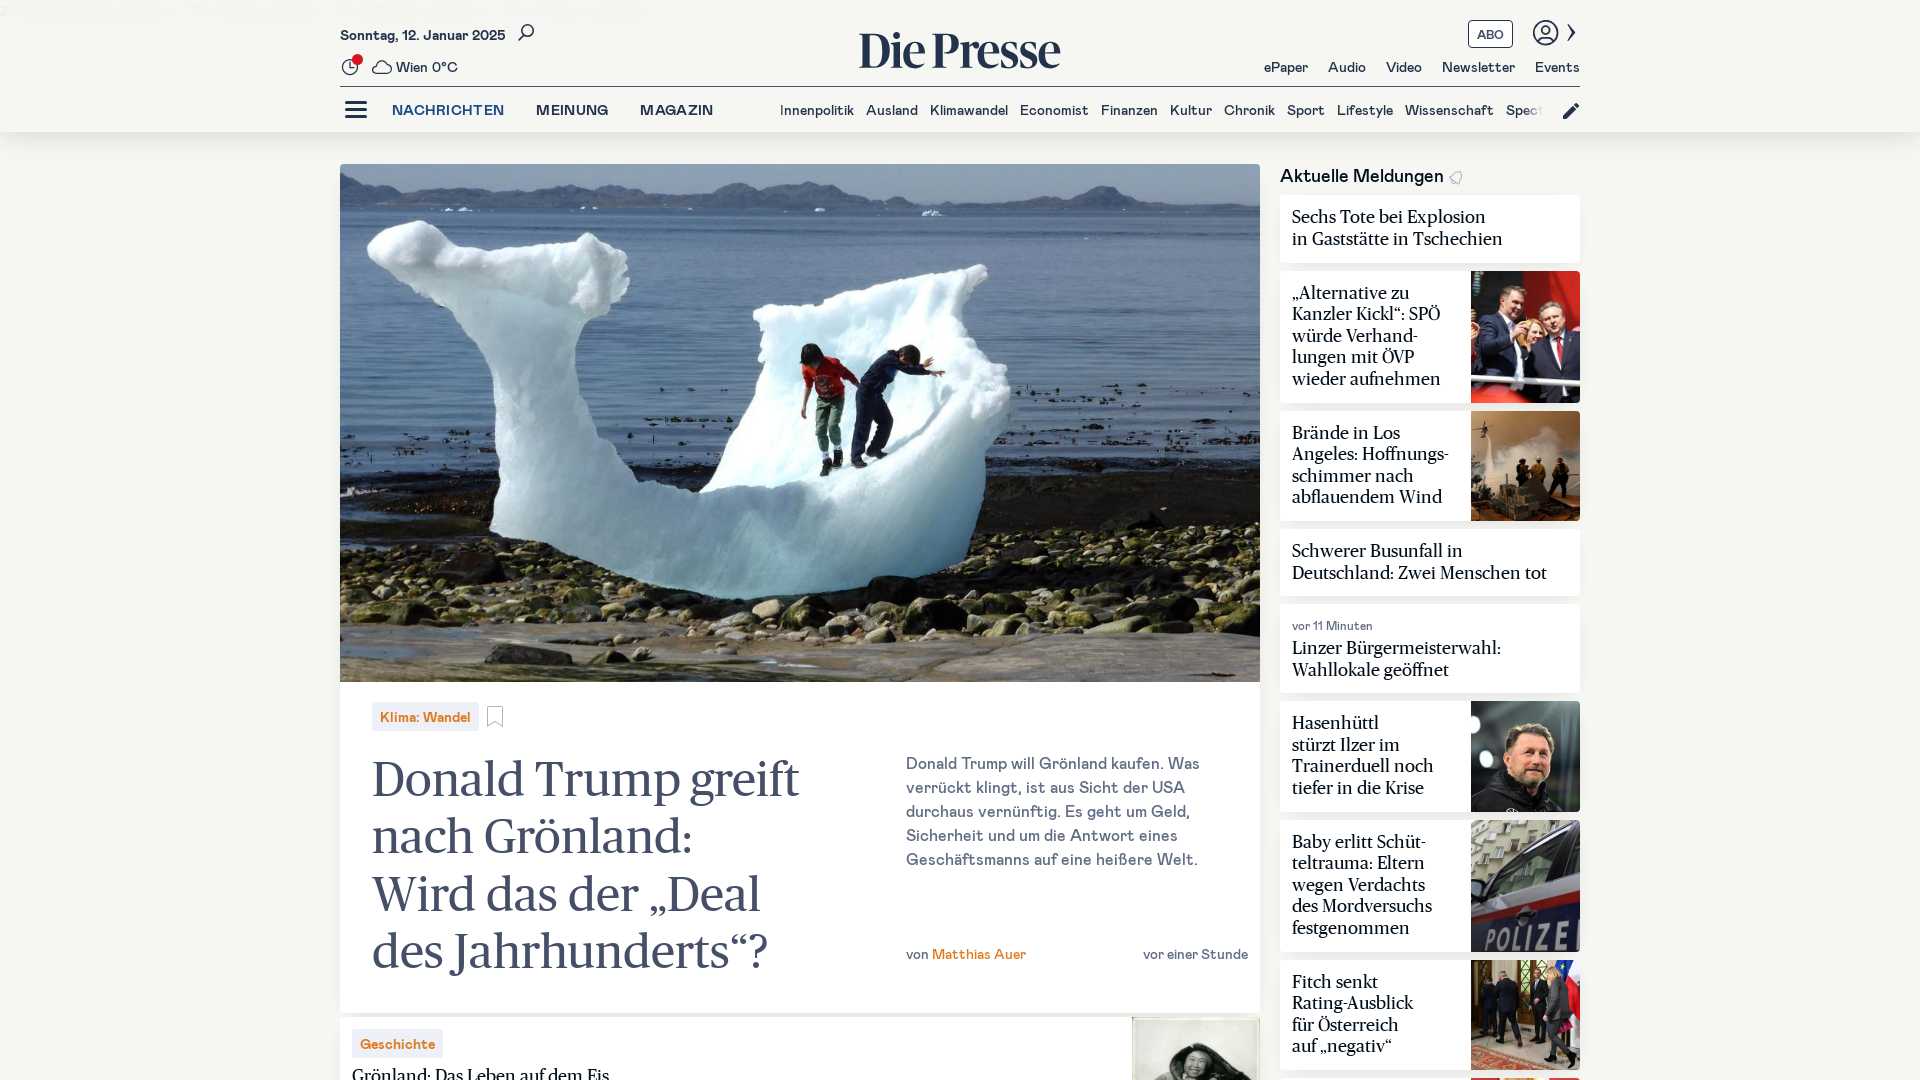 Sonntag, 12. Januar 2025
Wien 0°C
Die Presse
ABO
ePaper
Audio
Video
Newsletter
Events
NACHRICHTEN
MEINUNG
MAGAZIN
Innenpolitik
Ausland
Klimawandel
Economist
Finanzen
Kultur
Chronik
Sport
Lifestyle
Wissenschaft
Klima: Wandel
Donald Trump greift
nach Grönland:
Wird das der „Deal
des Jahrhunderts“?
Donald Trump will Grönland kaufen. Was
verrückt klingt, ist aus Sicht der USA
durchaus vernünftig. Es geht um Geld,
Sicherheit und um die Antwort eines
Geschäftsmanns auf eine heißere Welt.
von Matthias Auer
vor einer Stunde
Geschichte
Grönland: Das Leben auf dem Eis
Aktuelle Meldungen
Sechs Tote bei Explosion
in Gaststätte in Tschechien
„Alternative zu
Kanzler Kickl“: SPÖ
würde Verhand-
lungen mit ÖVP
wieder aufnehmen
Brände in Los
Angeles: Hoffnungs-
schimmer nach
abflauendem Wind
Schwerer Busunfall in
Deutschland: Zwei Menschen tot
vor 11 Minuten
Linzer Bürgermeisterwahl:
Wahllokale geöffnet
Hasenhüttl
stürzt Ilzer im
Trainerduell noch
tiefer in die Krise
Baby erlitt Schüt-
teltrauma: Eltern
wegen Verdachts
des Mordversuchs
festgenommen
POLIZEI
Fitch senkt
Rating-Ausblick
für Österreich
auf „negativ“